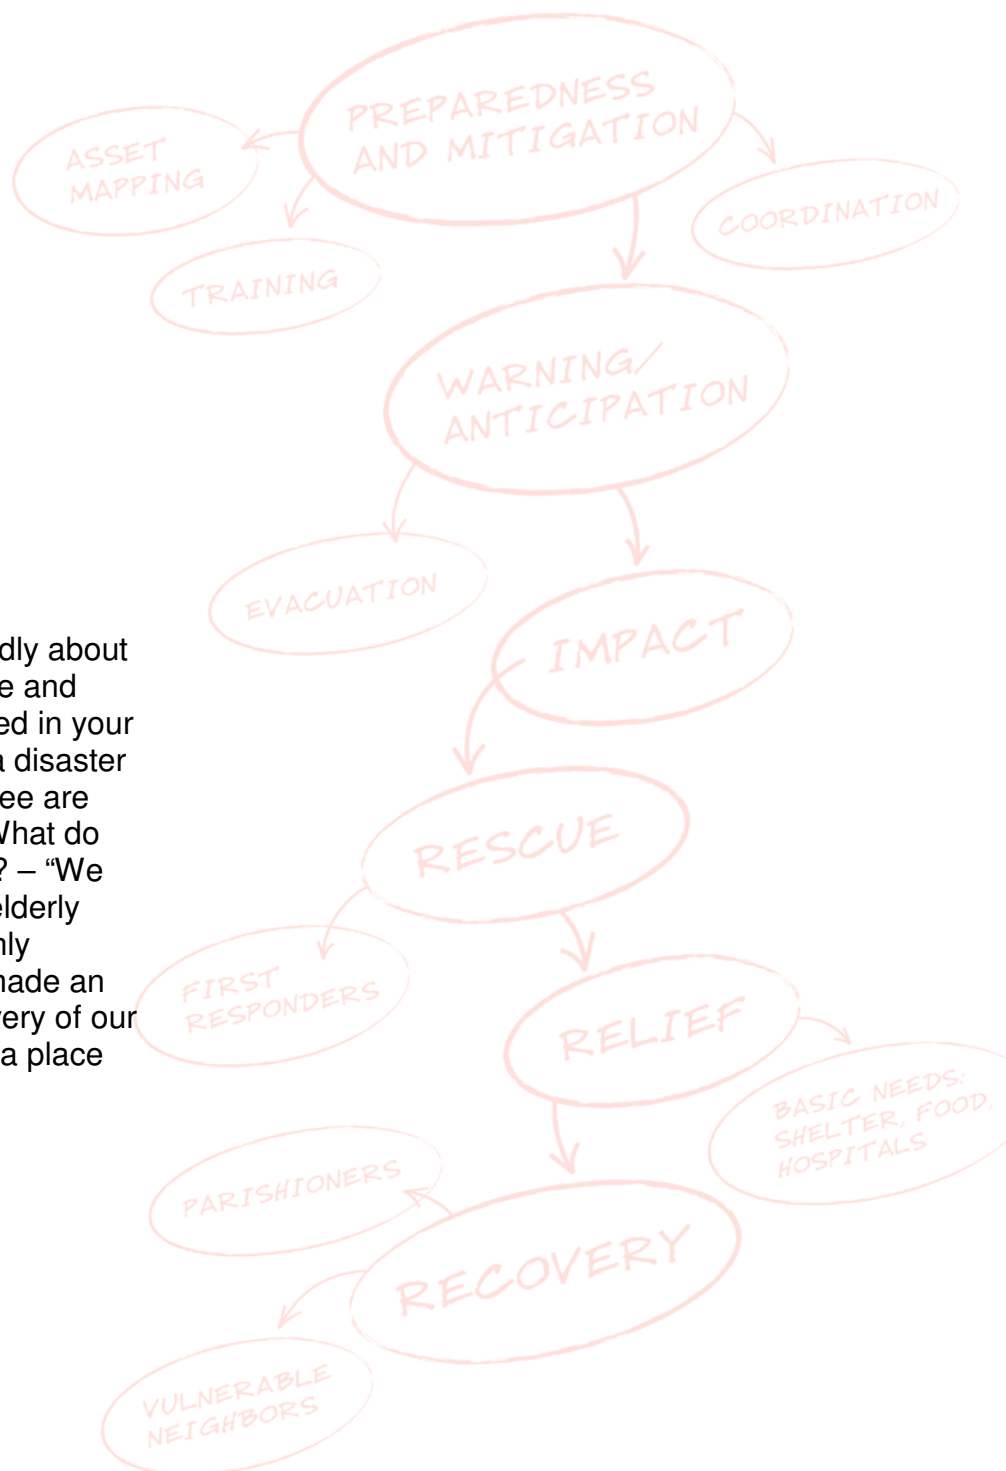 PREPAREDNESS
AND MITIGATION
ASSET
MAPPING
COORDINATION
TRAINING
WARNING/
ANTICIPATION
EVACUATION
IMPACT
dly about
e and
ed in your
a disaster
ee are
What do
? – “We
elderly
nly
made an
very of our
a place
RESCUE
FIRST
RESPONDERS
RELIEF
BASIC NEEDS:
SHELTER, FOOD,
HOSPITALS
PARISHIONERS
RECOVERY
VULNERABLE
NEIGHBORS